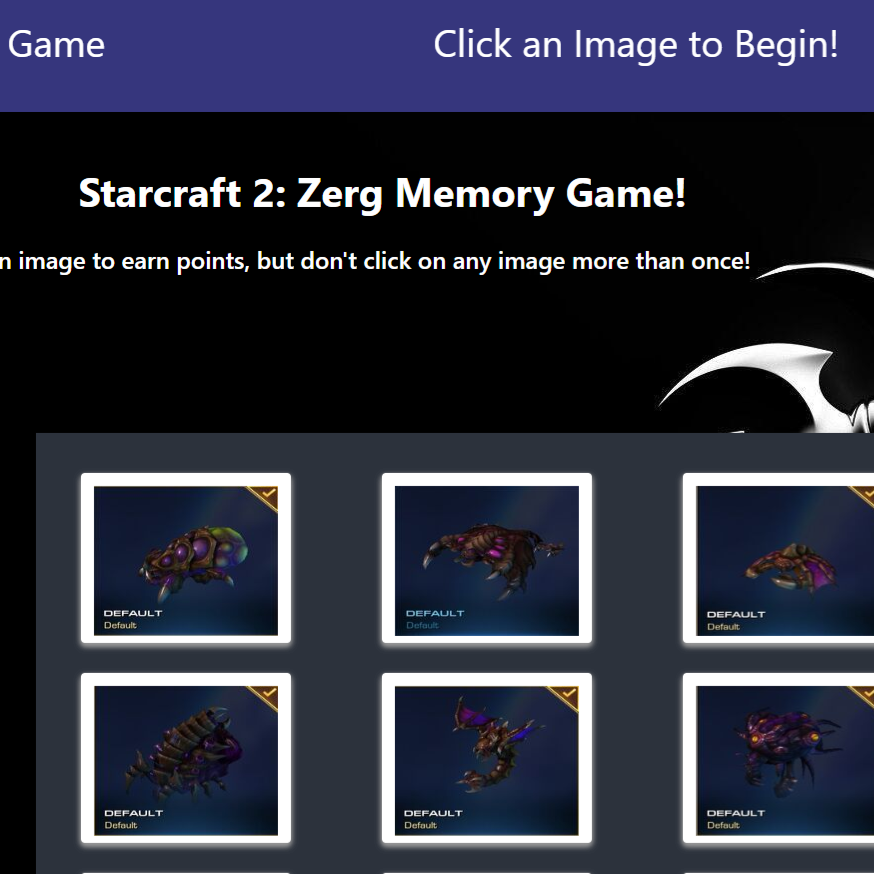 Game
Click an Image to Begin!
Starcraft 2: Zerg Memory Game!
image to earn points, but don't click on any image more than once!
DEFAULT
Default
DEFAULT
Default
DEFAULT
Default
DEFAULT
Default
DEFAULT
Default
DEFAULT
Default